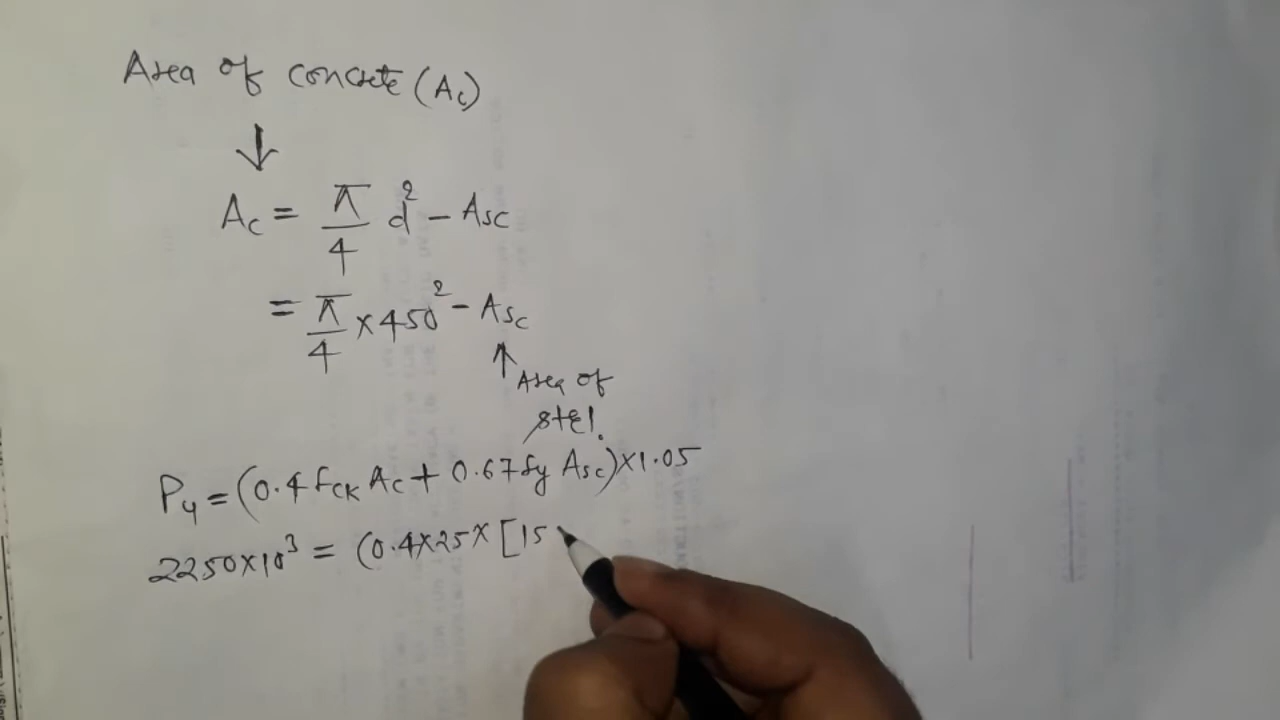 Area of concrete (Ac)
↓
Ac = π/4 d² − Asc
= π/4 × 450² − Asc
↑
Area of
stel.
Pu = (0.4 fck Ac + 0.67 fy Asc) × 1.05
2250×10³ = (0.4×25× [15